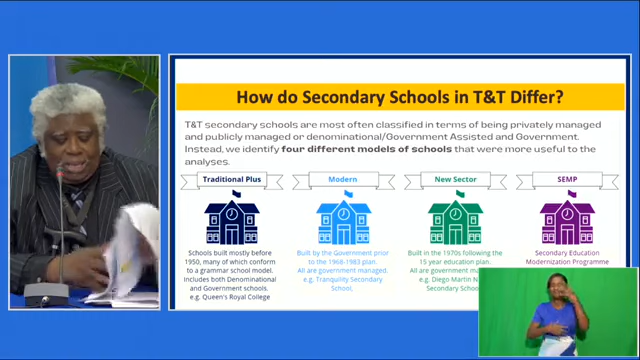 How do Secondary Schools in T&T Differ?
T&T secondary schools are most often classified in terms of being privately managed
and publicly managed or denominational/Government Assisted and Government.
Instead, we identify four different models of schools that were more useful to the
analyses.
Traditional Plus
Schools built mostly before
1950, many of which conform
to a grammar school model.
Includes both Denominational
and Government schools.
e.g. Queen's Royal College
Modern
Built by the Government prior
to the 1968-1983 plan.
All are government managed.
e.g. Tranquility Secondary
School,
New Sector
Built in the 1970s following the
15 year education plan.
All are government ma
e.g. Diego Martin N
Secondary Scho
SEMP
Secondary Education
Modernization Programme